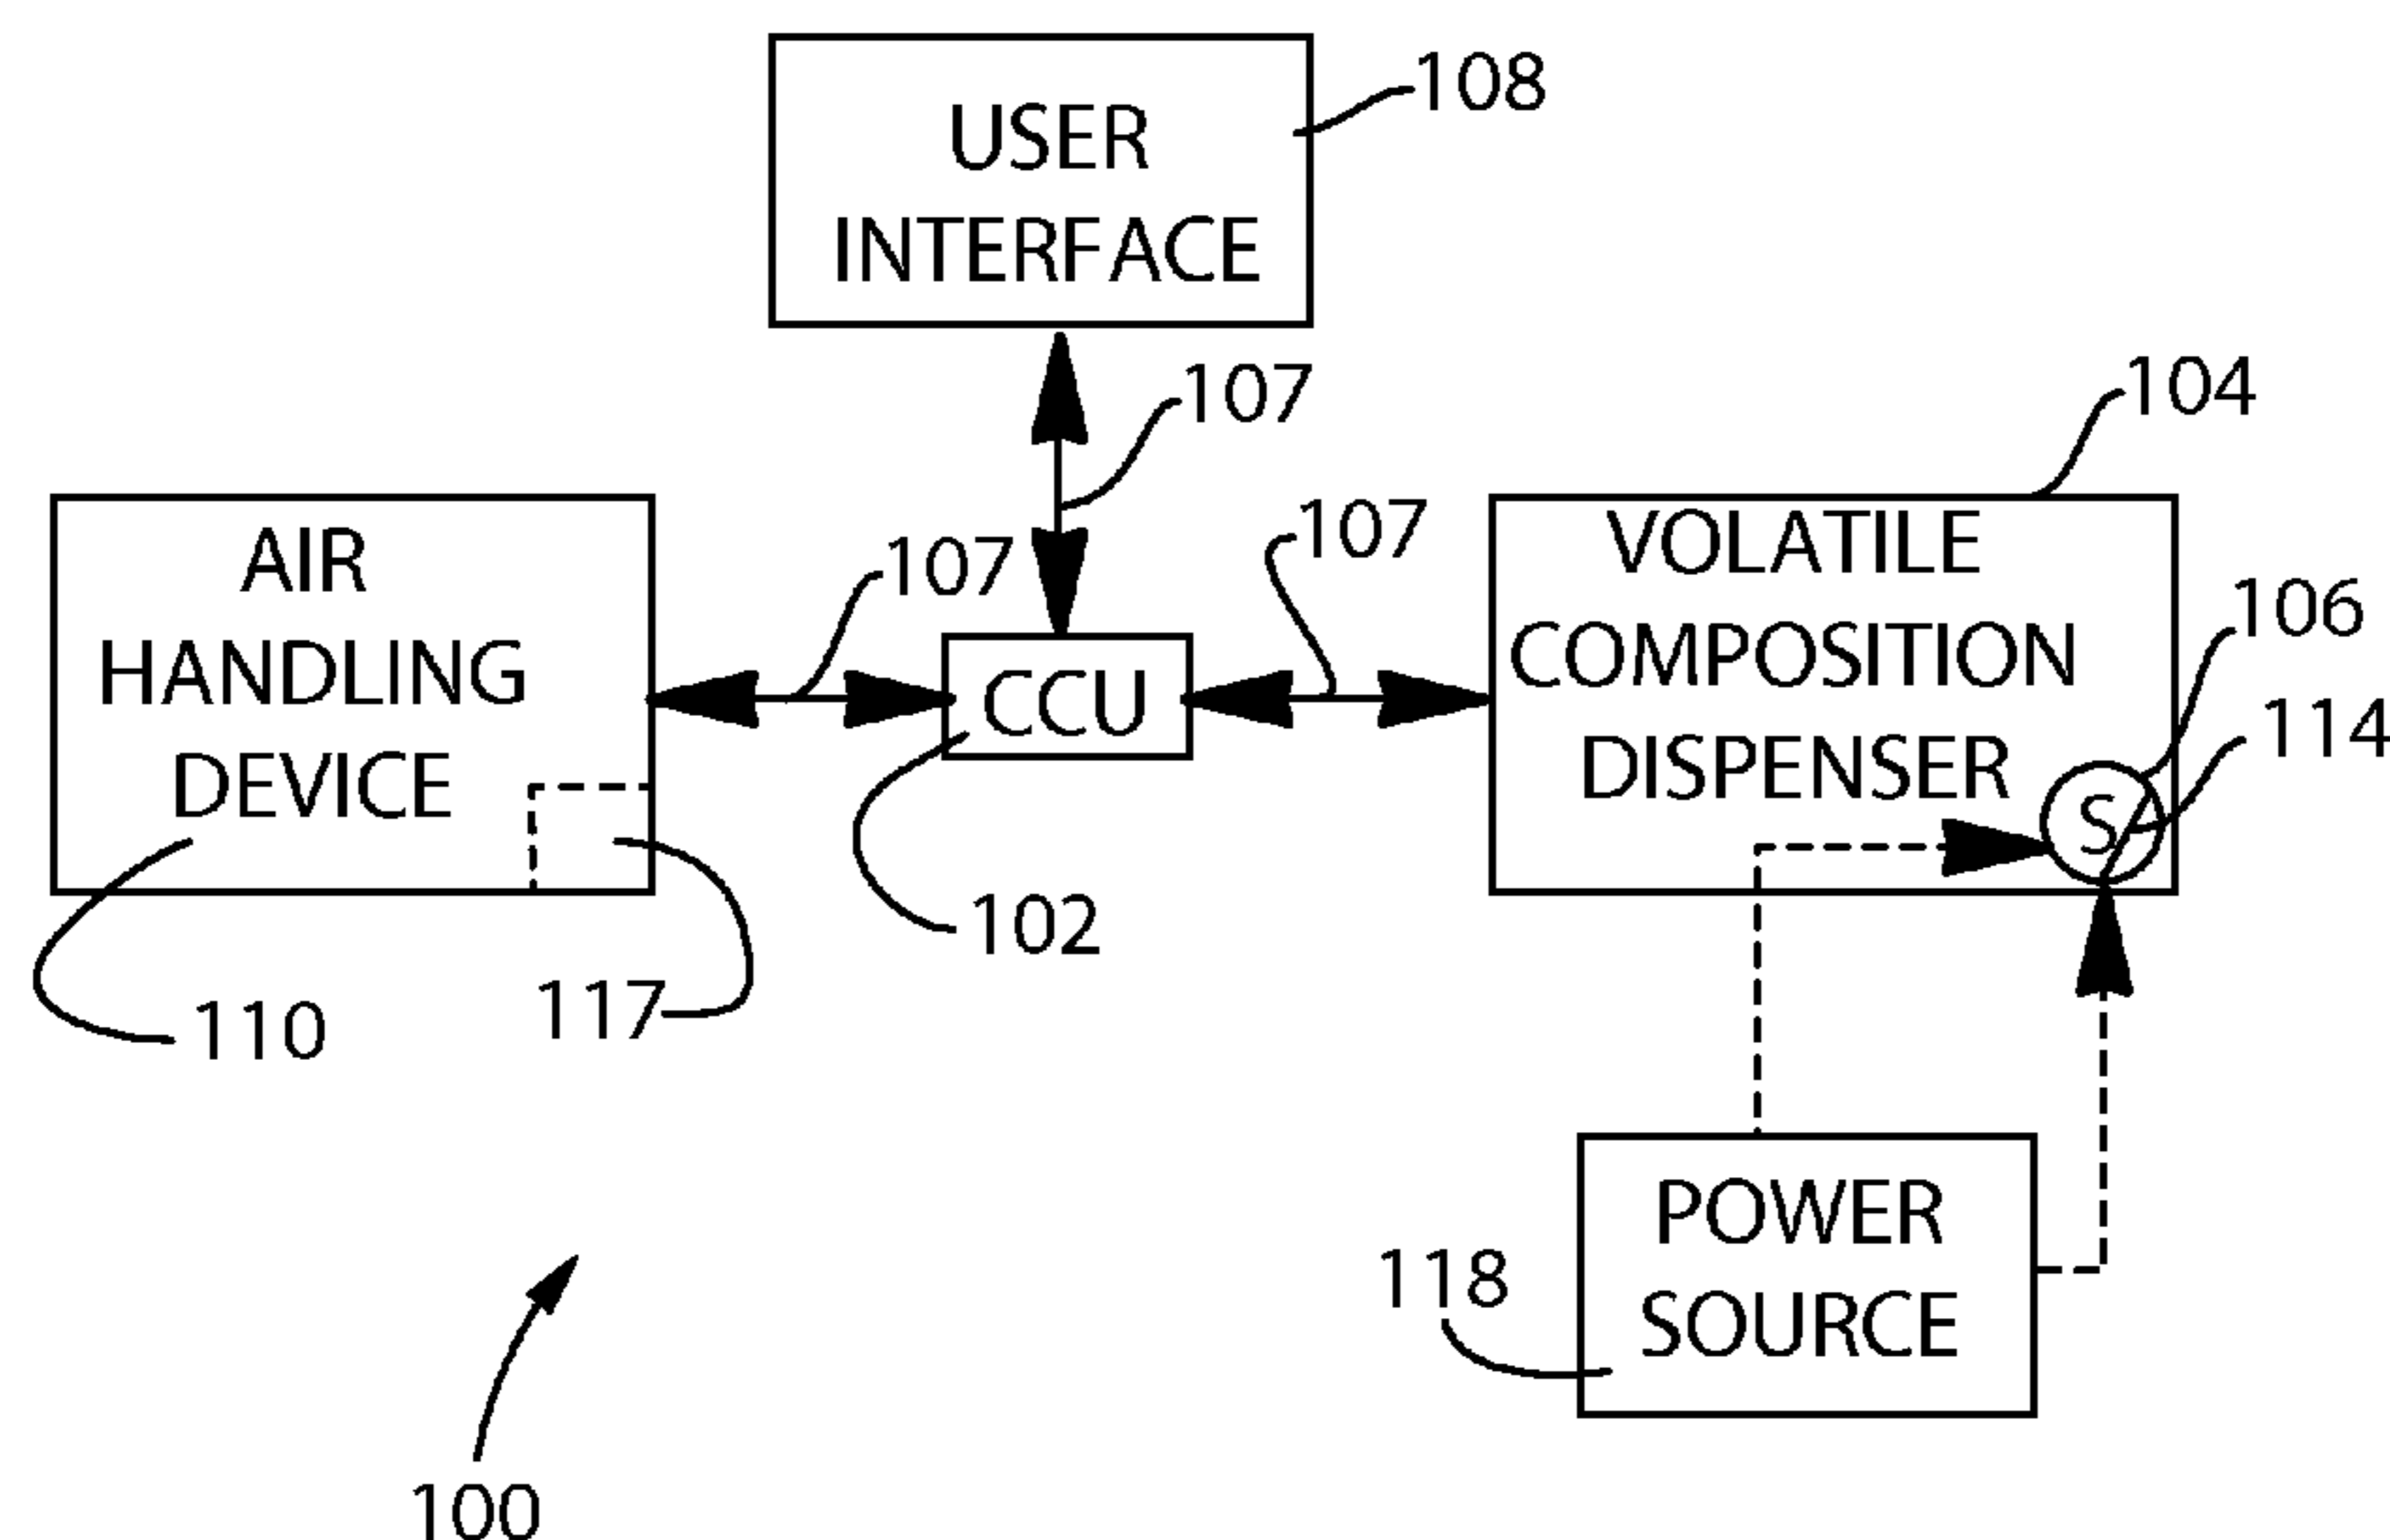 USER
INTERFACE
108
107
104
AIR
HANDLING
DEVICE
107
107
CCU
VOLATILE
COMPOSITION
DISPENSER
106
114
S
102
110
117
POWER
SOURCE
118
100